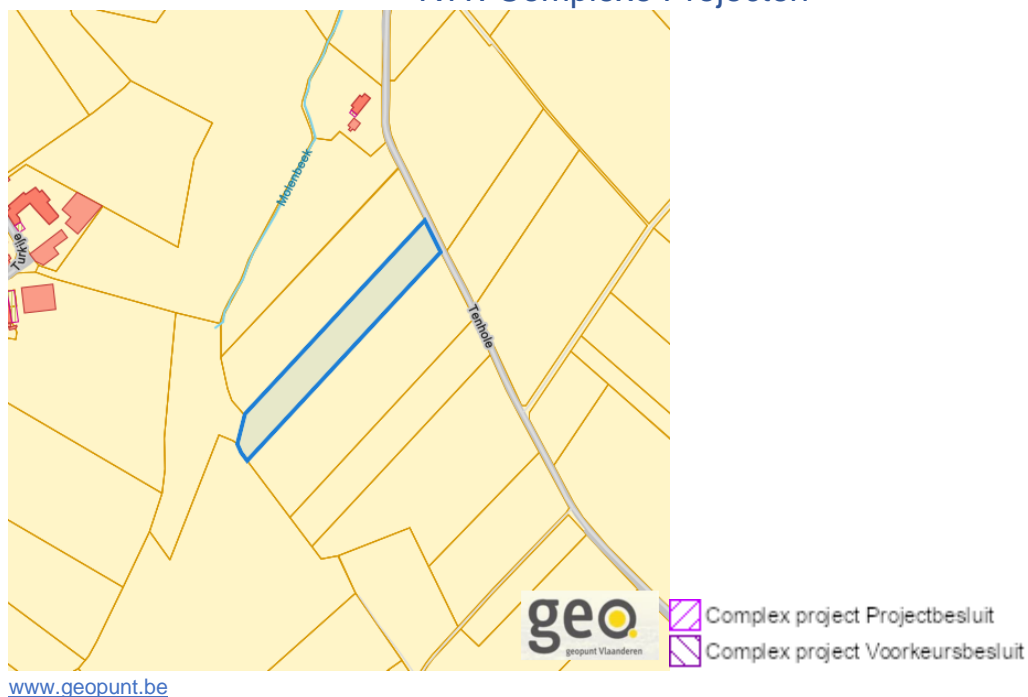 Molenbeek
Turkije
Tenhole
geo
geopunt Vlaanderen
Complex project Projectbesluit
Complex project Voorkeursbesluit
www.geopunt.be